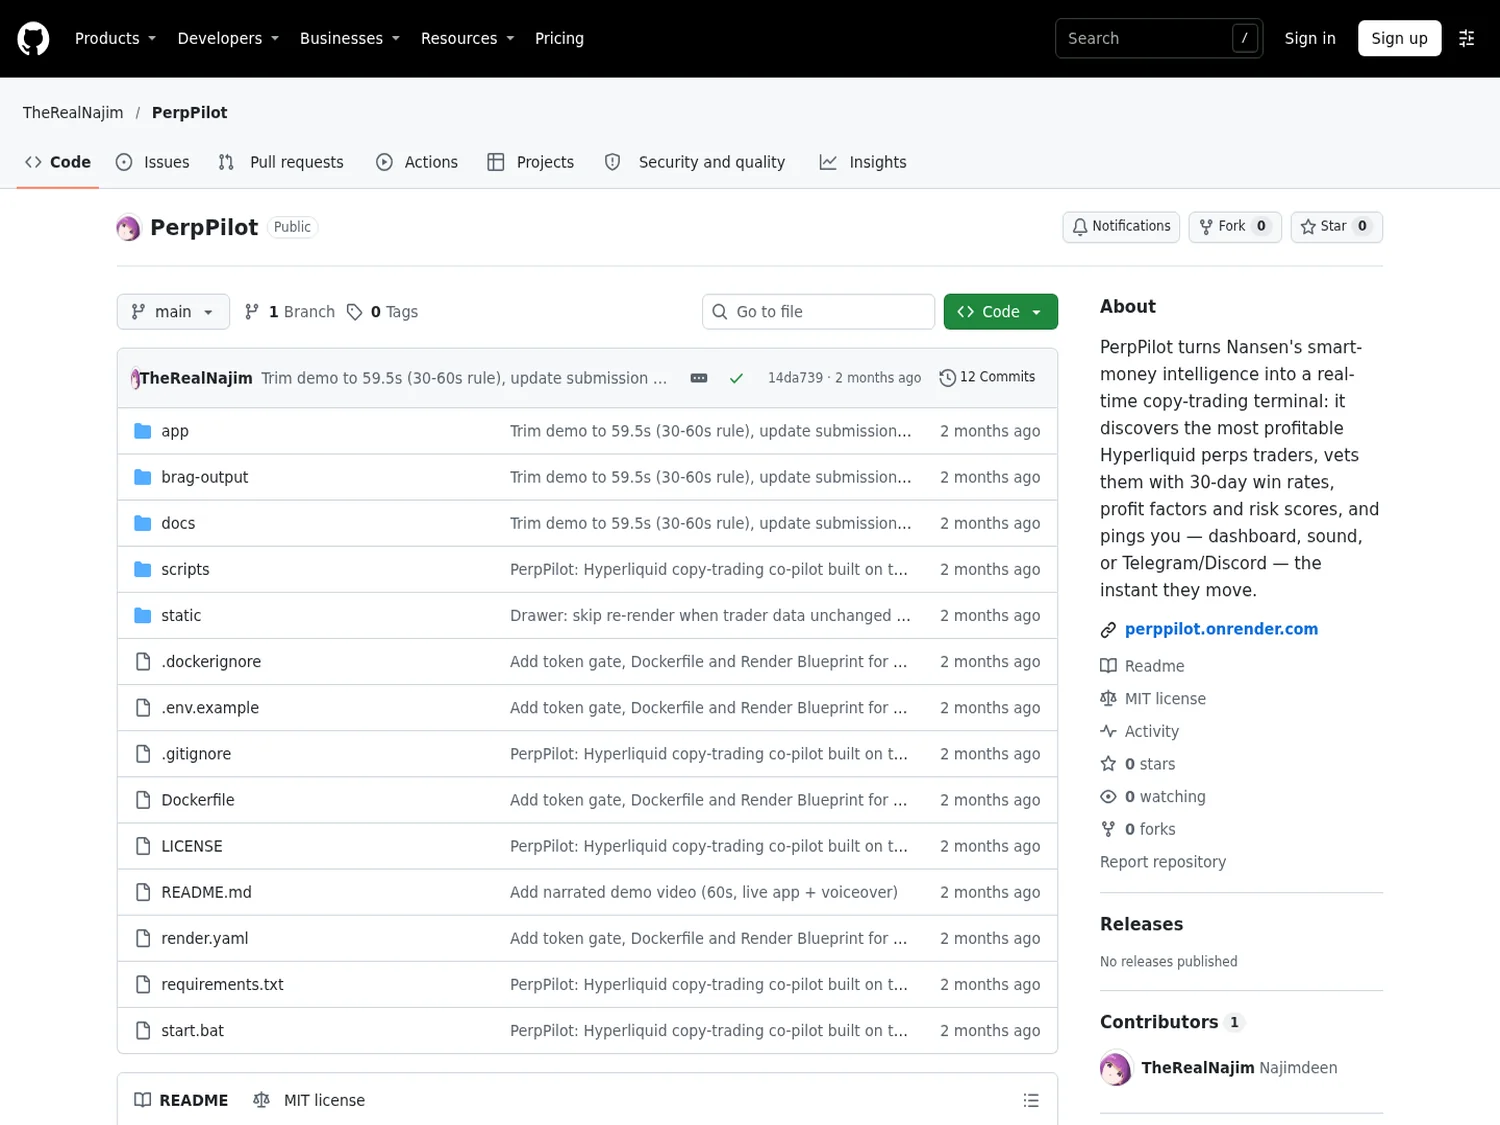 Products Developers Businesses Resources Pricing Search / Sign in Sign up
TheRealNajim / PerpPilot
Code Issues Pull requests Actions Projects Security and quality Insights
PerpPilot Public Notifications Fork 0 Star 0
main 1 Branch 0 Tags Go to file Code
TheRealNajim Trim demo to 59.5s (30-60s rule), update submission ... 14da739 · 2 months ago 12 Commits
app Trim demo to 59.5s (30-60s rule), update submission... 2 months ago
brag-output Trim demo to 59.5s (30-60s rule), update submission... 2 months ago
docs Trim demo to 59.5s (30-60s rule), update submission... 2 months ago
scripts PerpPilot: Hyperliquid copy-trading co-pilot built on t... 2 months ago
static Drawer: skip re-render when trader data unchanged ... 2 months ago
.dockerignore Add token gate, Dockerfile and Render Blueprint for ... 2 months ago
.env.example Add token gate, Dockerfile and Render Blueprint for ... 2 months ago
.gitignore PerpPilot: Hyperliquid copy-trading co-pilot built on t... 2 months ago
Dockerfile Add token gate, Dockerfile and Render Blueprint for ... 2 months ago
LICENSE PerpPilot: Hyperliquid copy-trading co-pilot built on t... 2 months ago
README.md Add narrated demo video (60s, live app + voiceover) 2 months ago
render.yaml Add token gate, Dockerfile and Render Blueprint for ... 2 months ago
requirements.txt PerpPilot: Hyperliquid copy-trading co-pilot built on t... 2 months ago
start.bat PerpPilot: Hyperliquid copy-trading co-pilot built on t... 2 months ago
README MIT license
About
PerpPilot turns Nansen's smart-
money intelligence into a real-
time copy-trading terminal: it
discovers the most profitable
Hyperliquid perps traders, vets
them with 30-day win rates,
profit factors and risk scores, and
pings you — dashboard, sound,
or Telegram/Discord — the
instant they move.
perppilot.onrender.com
Readme
MIT license
Activity
0 stars
0 watching
0 forks
Report repository
Releases
No releases published
Contributors 1
TheRealNajim Najimdeen